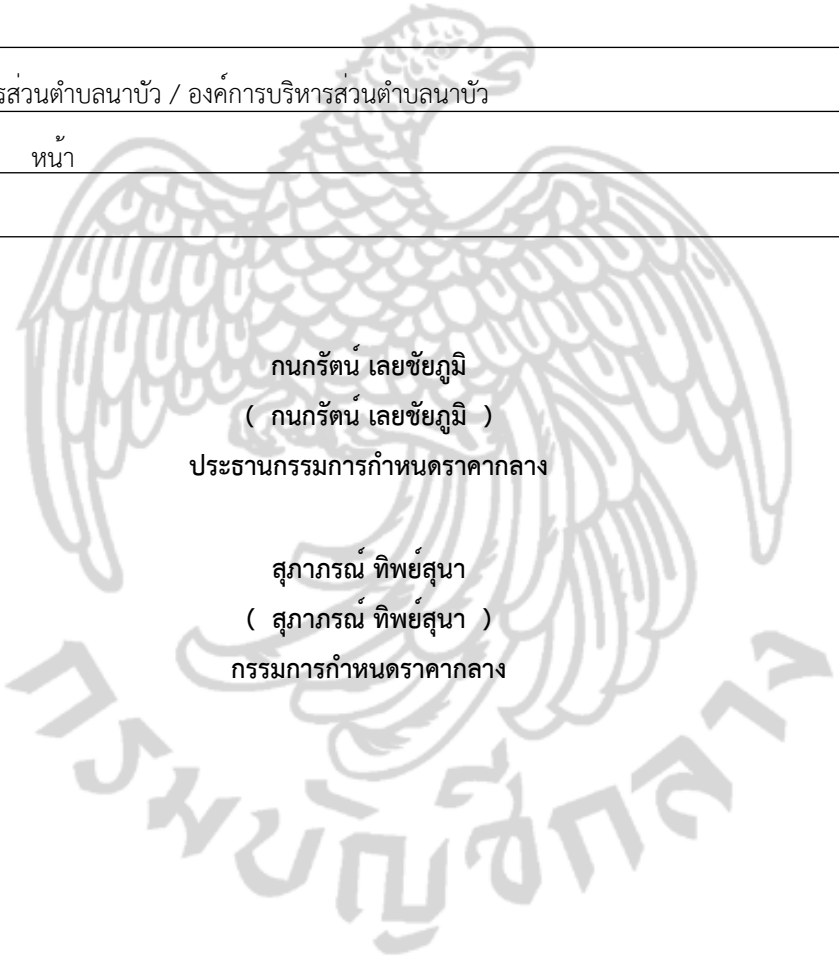 รส่วนตำบลนาบัว / องค์การบริหารส่วนตำบลนาบัว
หน้า
กนกรัตน์ เลยชัยภูมิ
( กนกรัตน์ เลยชัยภูมิ )
ประธานกรรมการกำหนดราคากลาง
สุภาภรณ์ ทิพย์สุนา
( สุภาภรณ์ ทิพย์สุนา )
กรรมการกำหนดราคากลาง
กรมบัญชีกลาง